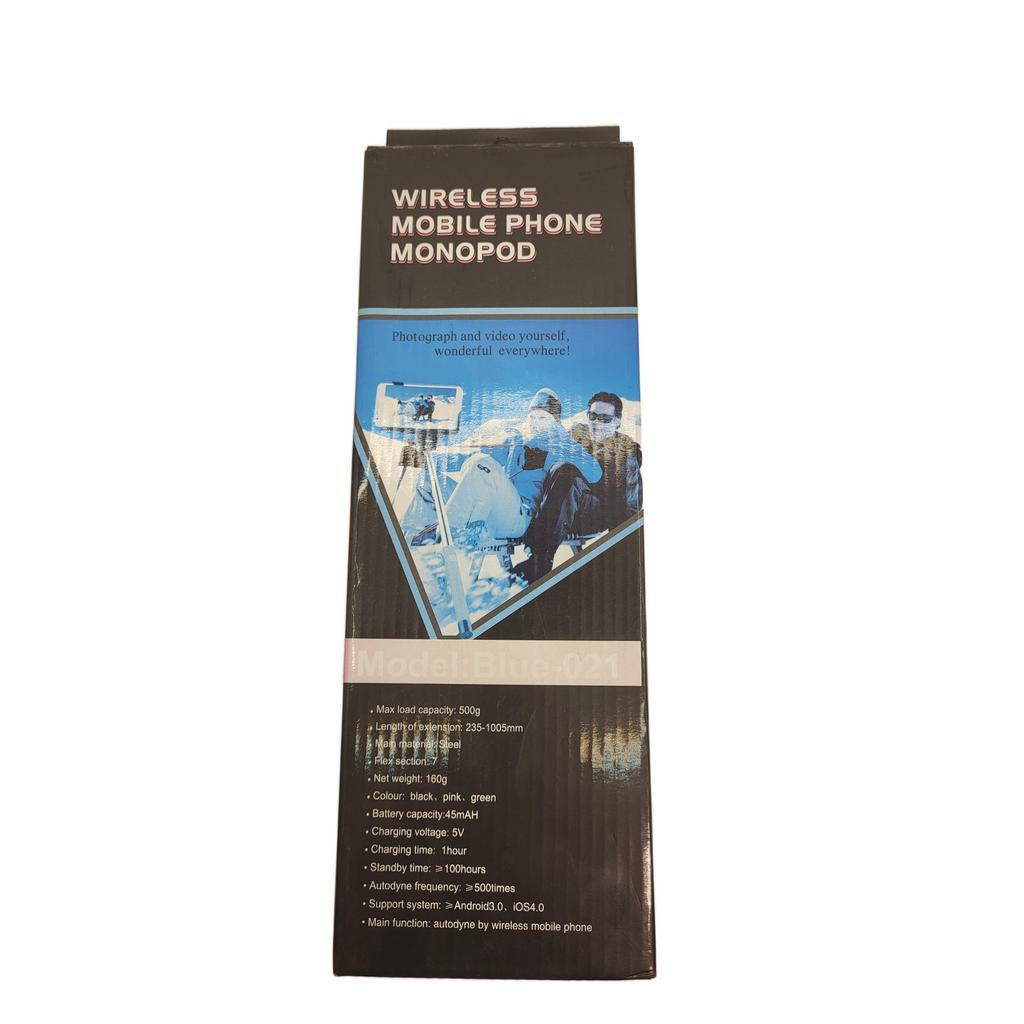 WIRELESS
MOBILE PHONE
MONOPOD
Photograph and video yourself,
wonderful everywhere!
Model:Blue-021
• Max load capacity: 500g
• Length of extension: 235-1005mm
• Main material: Steel
• Flex section: 7
• Net weight: 160g
• Colour: black、pink、green
• Battery capacity:45mAH
• Charging voltage: 5V
• Charging time: 1hour
• Standby time: ≥100hours
• Autodyne frequency: ≥500times
• Support system: ≥Android3.0、iOS4.0
• Main function: autodyne by wireless mobile phone